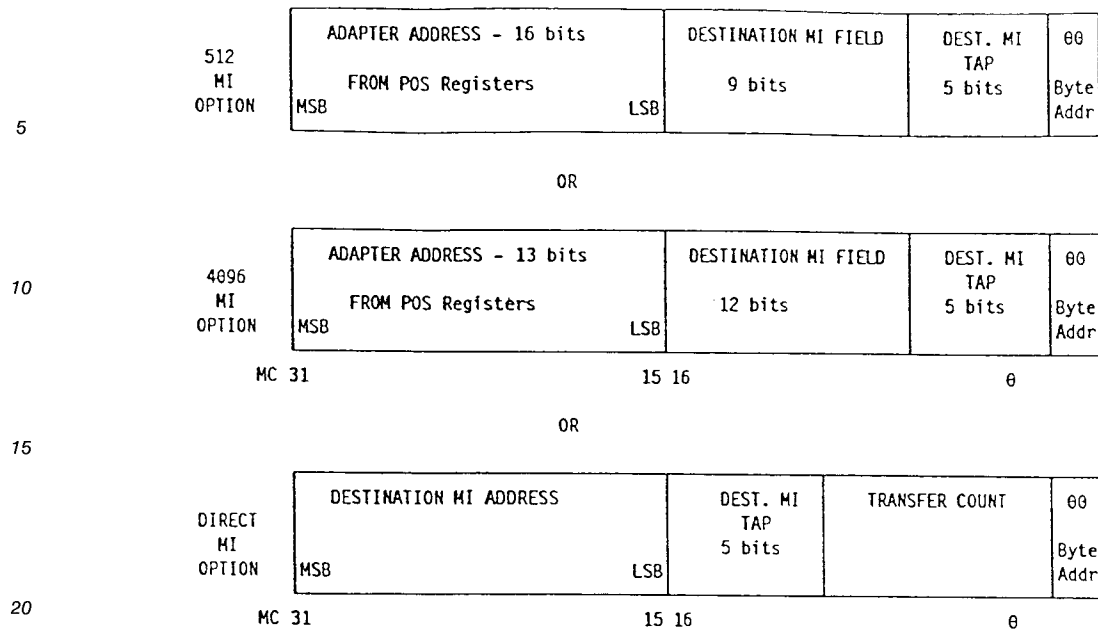 ADAPTER ADDRESS - 16 bits DESTINATION MI FIELD DEST. MI 00
512 TAP
MI FROM POS Registers 9 bits 5 bits Byte
OPTION MSB LSB Addr
5
OR
ADAPTER ADDRESS - 13 bits DESTINATION MI FIELD DEST. MI 00
4096 TAP
10
MI FROM POS Registers 12 bits 5 bits Byte
OPTION MSB LSB Addr
MC 31 15 16 0
OR
15
DESTINATION MI ADDRESS DEST. MI TRANSFER COUNT 00
DIRECT TAP
MI 5 bits Byte
OPTION MSB LSB Addr
20
MC 31 15 16 0